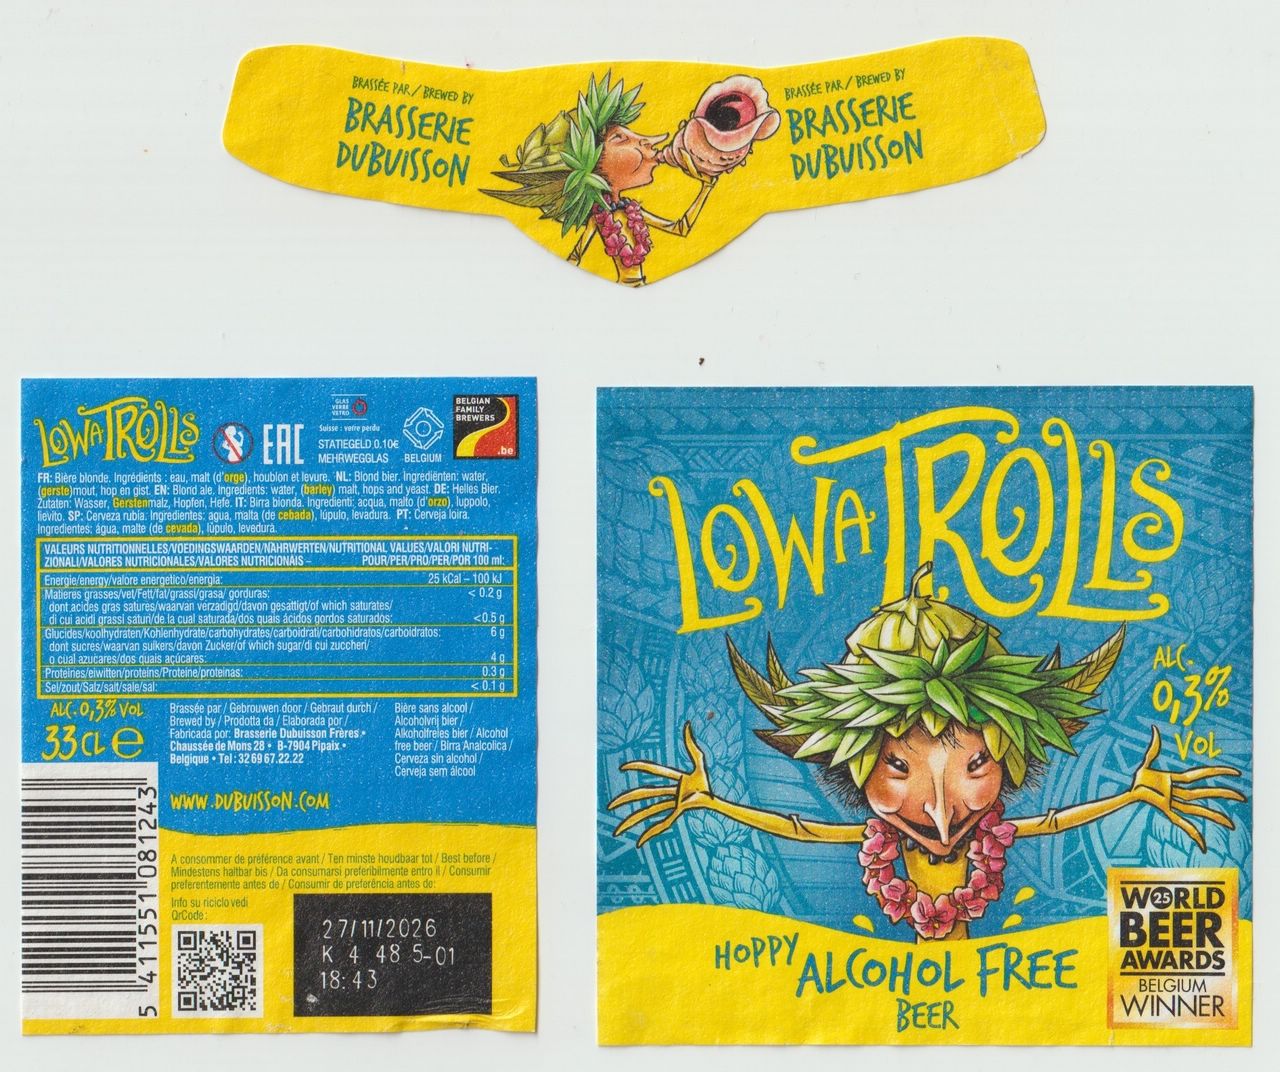 BRASSÉE PAR / BREWED BY
BRASSERIE
DUBUISSON
BRASSÉE PAR / BREWED BY
BRASSERIE
DUBUISSON
LOWA TROLLS
EAC
GLAS
VERRE
VETRO
Suisse : verre perdu
STATIEGELD 0.10€
MEHRWEGGLAS
BELGIUM
BELGIAN
FAMILY
BREWERS
.be
FR: Bière blonde. Ingrédients : eau, malt (d'orge), houblon et levure. NL: Blond bier. Ingrediënten: water,
(gerste)mout, hop en gist. EN: Blond ale. Ingredients: water, (barley) malt, hops and yeast. DE: Helles Bier.
Zutaten: Wasser, Gerstenmalz, Hopfen, Hefe. IT: Birra bionda. Ingredienti: acqua, malto (d'orzo), luppolo,
lievito. SP: Cerveza rubia. Ingredientes: agua, malta (de cebada), lúpulo, levadura. PT: Cerveja loira.
Ingredientes: água, malte (de cevada), lúpulo, levedura.
VALEURS NUTRITIONNELLES/VOEDINGSWAARDEN/NÄHRWERTEN/NUTRITIONAL VALUES/VALORI NUTRI-
ZIONALI/VALORES NUTRICIONALES/VALORES NUTRICIONAIS – POUR/PER/PRO/PER/POR 100 ml:
Energie/energy/valore energetico/energia: 25 kCal – 100 kJ
Matières grasses/vet/Fett/fat/grassi/grasa/ gorduras: < 0.2 g
dont acides gras satures/waarvan verzadigd/davon gesattigt/of which saturates/
di cui acidi grassi saturi/de la cual saturada/dos quais ácidos gordos saturados: <0.5 g
Glucides/koolhydraten/Kohlenhydrate/carbohydrates/carboidrati/carbohidratos/carboidratos: 6 g
dont sucres/waarvan suikers/davon Zucker/of which sugar/di cui zuccheri/
o cual azucares/dos quais açúcares: 4 g
Protéines/eiwitten/proteins/Proteine/proteinas: 0.3 g
Sel/zout/Salz/salt/sale/sal: < 0.1 g
ALC. 0,3% VOL
33CL e
Brassée par / Gebrouwen door / Gebraut durch /
Brewed by / Prodotta da / Elaborada por /
Fabricada por: Brasserie Dubuisson Frères •
Chaussée de Mons 28 • B-7904 Pipaix •
Belgique • Tel : 32 69 67.22.22
Bière sans alcool /
Alcoholvrij bier /
Alkoholfreies bier / Alcohol
free beer / Birra Analcolica /
Cerveza sin alcohol /
Cerveja sem álcool
WWW.DUBUISSON.COM
5 411551 081243
A consommer de préférence avant / Ten minste houdbaar tot / Best before /
Mindestens haltbar bis / Da consumarsi preferibilmente entro il / Consumir
preferentemente antes de / Consumir de preferência antes de:
Info su riciclo vedi
QrCode:
27/11/2026
K 4 48 5-01
18:43
LOWA TROLLS
ALC.
0,3%
VOL
HOPPY ALCOHOL FREE
BEER
WORLD
25
BEER
AWARDS
BELGIUM
WINNER